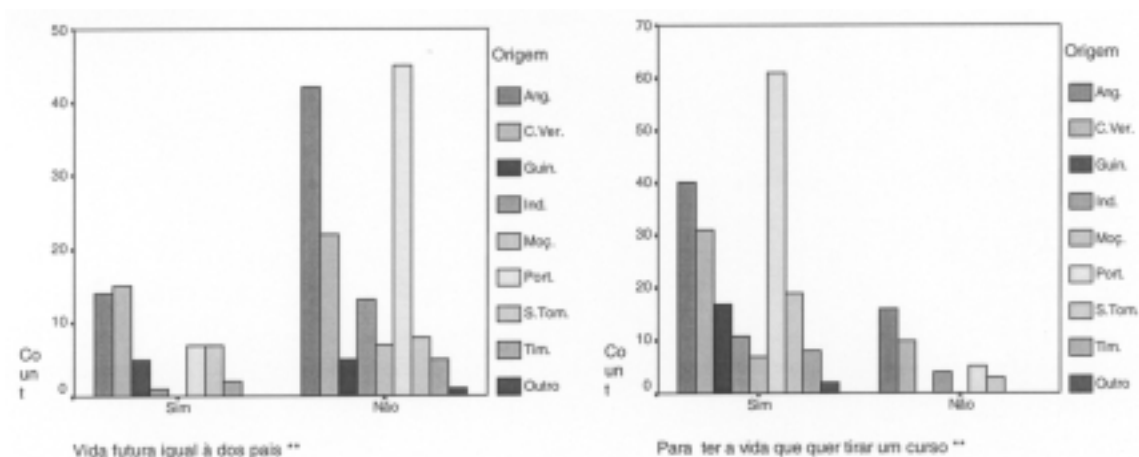 50
40
30
20
10
0
Co
un
t
Sim
Não
Vida futura igual à dos pais **
Origem
Ang.
C.Ver.
Guin.
Ind.
Moç.
Port.
S.Tom.
Tim.
Outro
70
60
50
40
30
20
10
0
Co
un
t
Sim
Não
Para ter a vida que quer tirar um curso **
Origem
Ang.
C.Ver.
Guin.
Ind.
Moç.
Port.
S.Tom.
Tim.
Outro